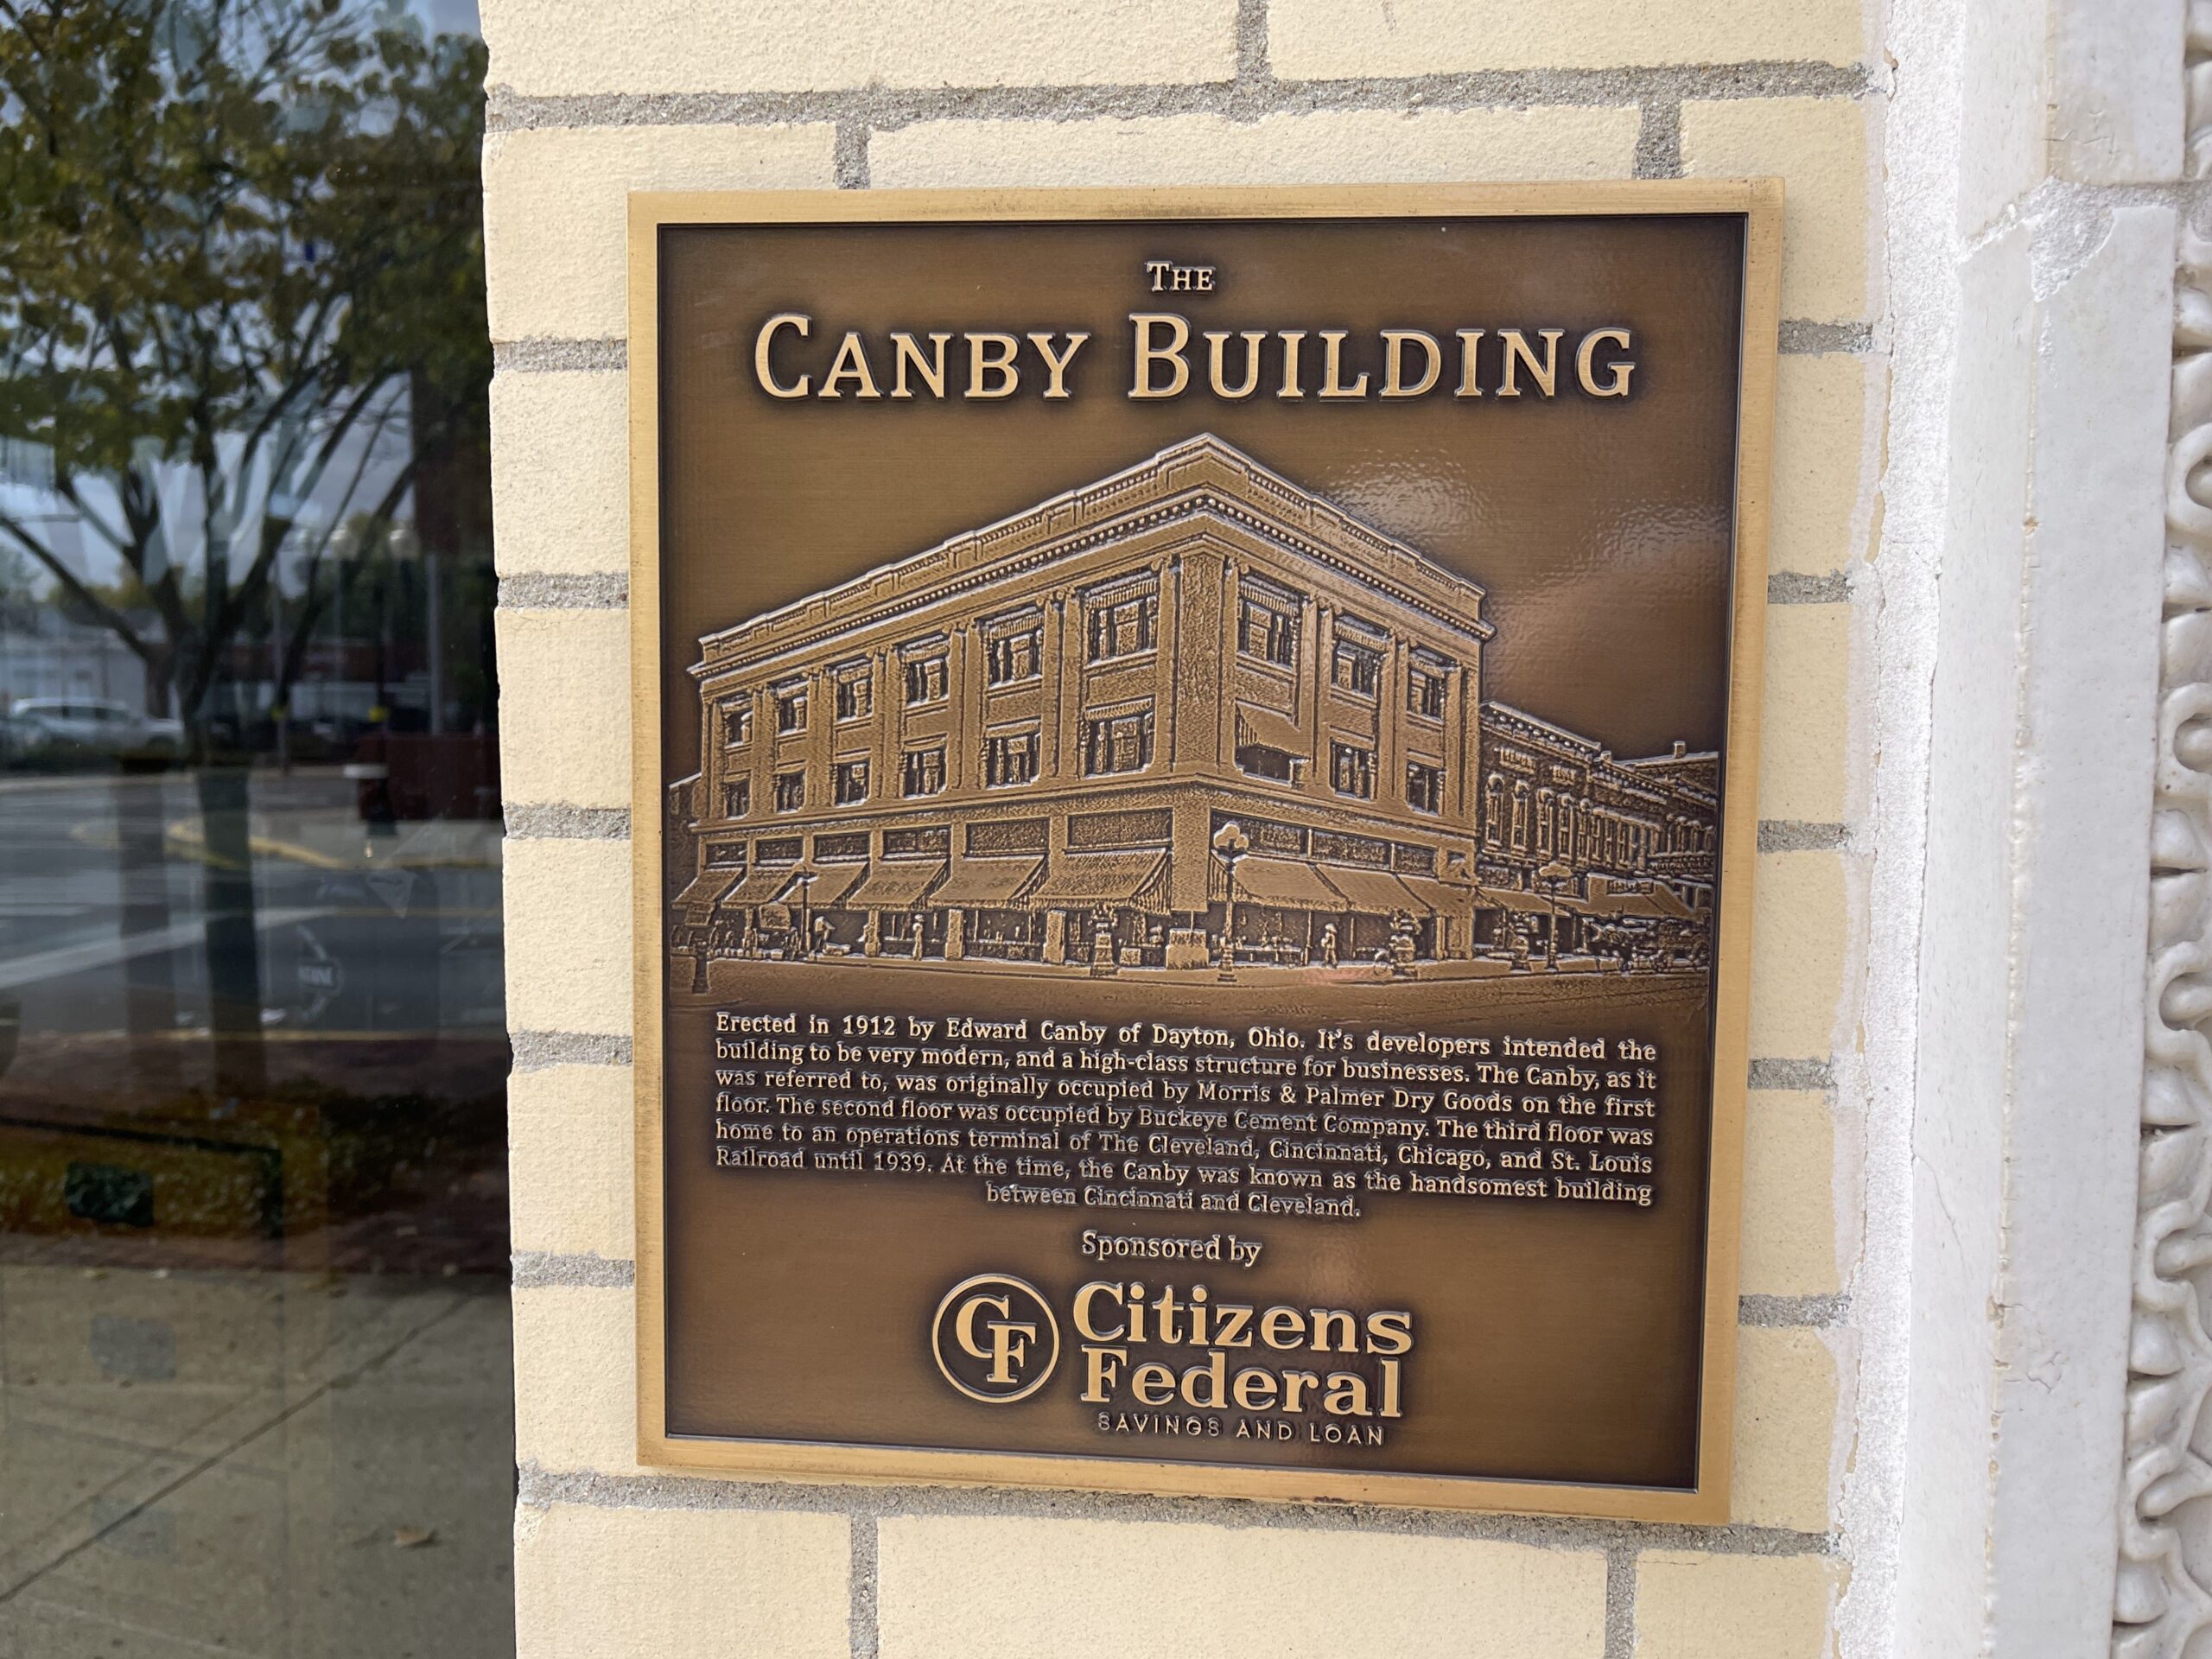 THE
CANBY BUILDING
Erected in 1912 by Edward Canby of Dayton, Ohio. It's developers intended the
building to be very modern, and a high-class structure for businesses. The Canby, as it
was referred to, was originally occupied by Morris & Palmer Dry Goods on the first
floor. The second floor was occupied by Buckeye Cement Company. The third floor was
home to an operations terminal of The Cleveland, Cincinnati, Chicago, and St. Louis
Railroad until 1939. At the time, the Canby was known as the handsomest building
between Cincinnati and Cleveland.
Sponsored by
CF Citizens
Federal
SAVINGS AND LOAN